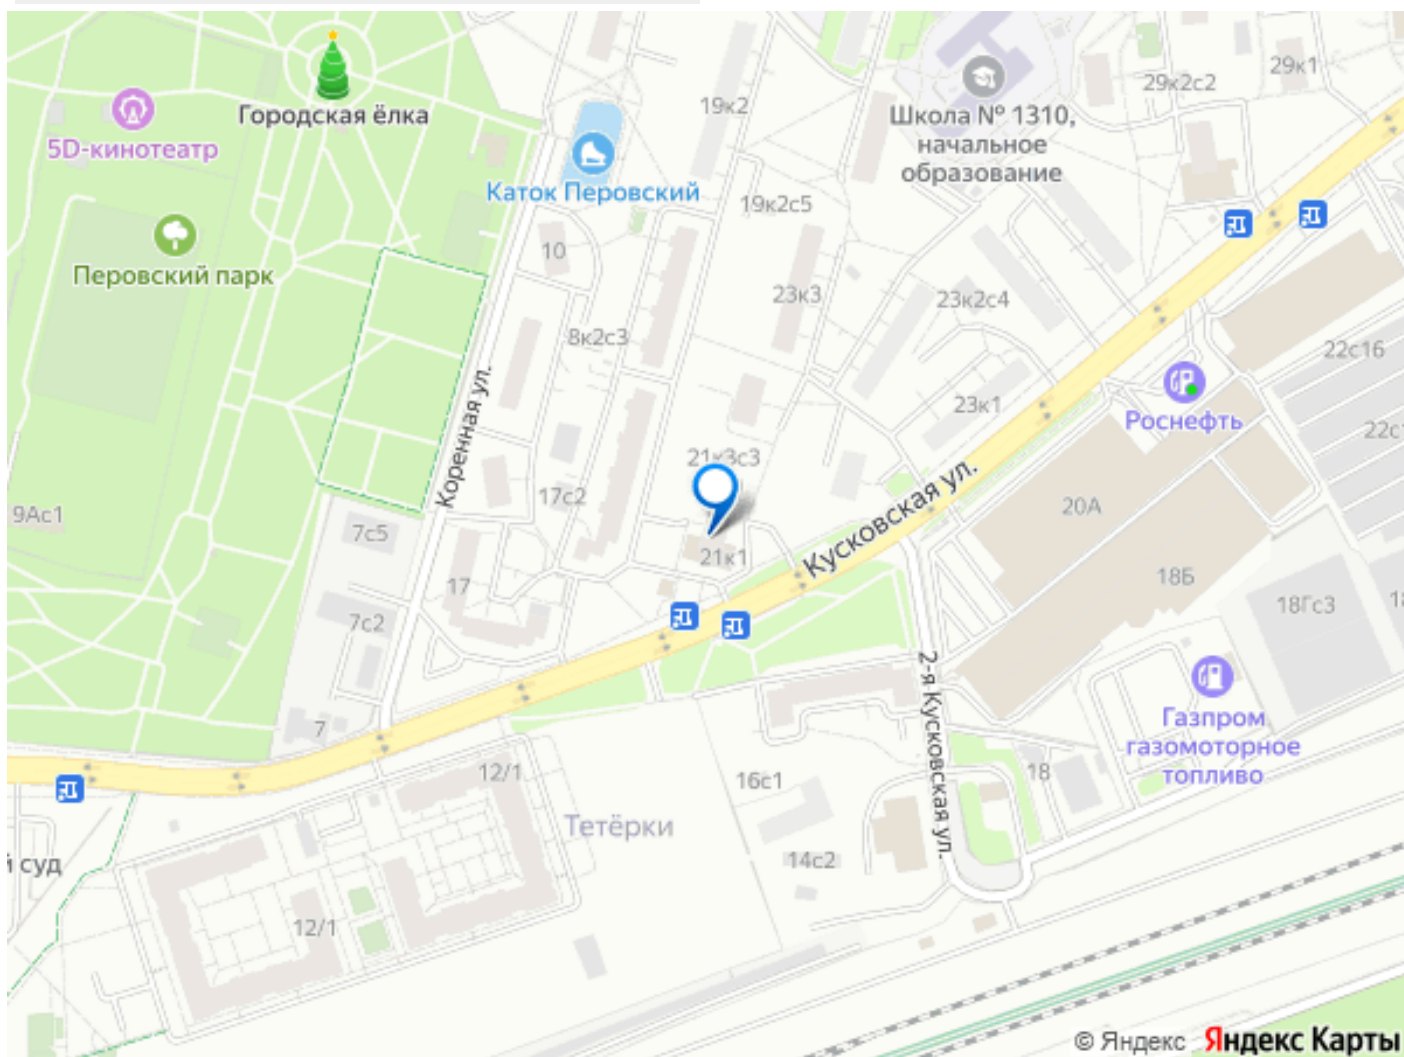 29к2с2
29к1
19к2
Городская ёлка
5D-кинотеатр
Школа № 1310,
начальное
образование
Каток Перовский
19к2с5
10
Перовский парк
23к3
23к2с4
8к2с3
22с16
Коренная ул.
23к1
Роснефть
21к3с3
Кусковская ул.
17с2
20А
9Ас1
7с5
21к1
17
18Б
18Гс3
7с2
2-я Кусковская ул.
7
Газпром
газомоторное
топливо
12/1
16с1
18
Тетёрки
й суд
14с2
12/1
© Яндекс Яндекс Карты